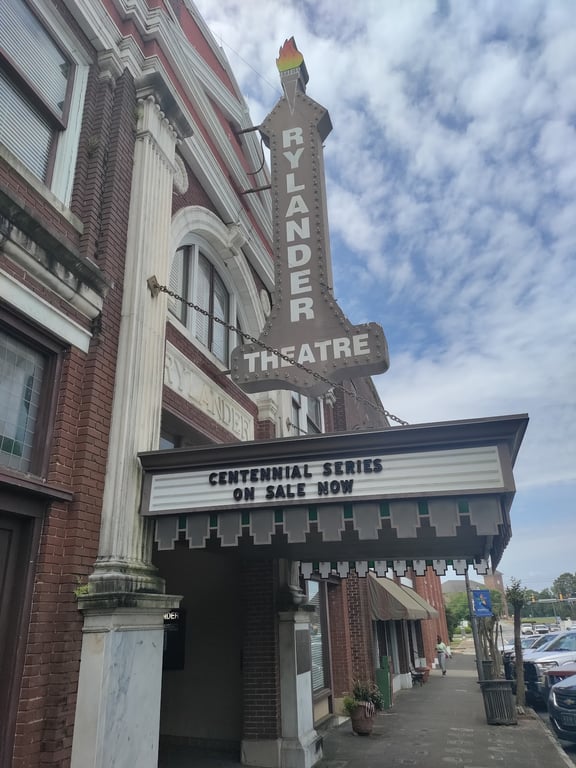 RYLANDER
THEATRE
RYLANDER
CENTENNIAL SERIES
ON SALE NOW